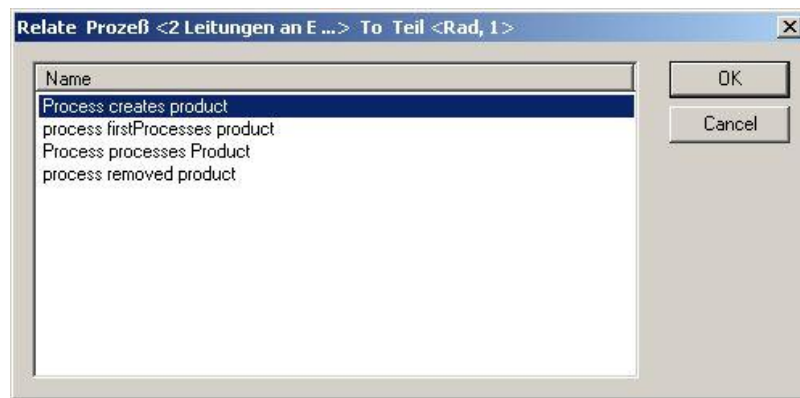 Relate Prozeß <2 Leitungen an E ...> To Teil <Rad, 1>
Name
OK
Process creates product
process firstProcesses product
Cancel
Process processes Product
process removed product